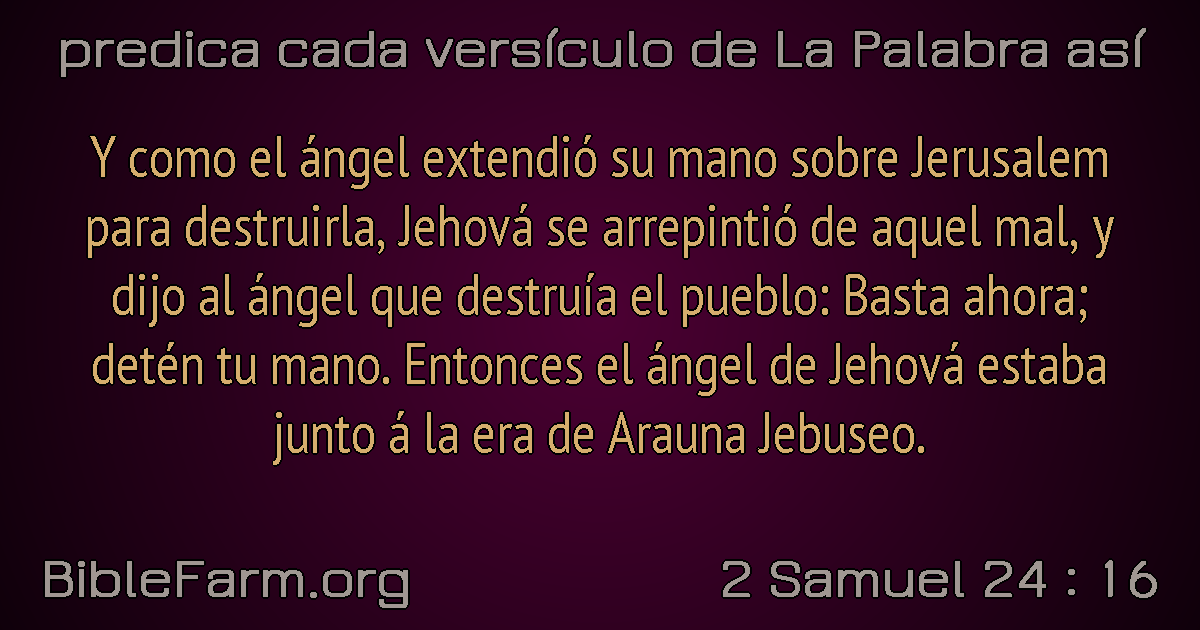 predica cada versículo de La Palabra así
Y como el ángel extendió su mano sobre Jerusalem
para destruirla, Jehová se arrepintió de aquel mal, y
dijo al ángel que destruía el pueblo: Basta ahora;
detén tu mano. Entonces el ángel de Jehová estaba
junto á la era de Arauna Jebuseo.
BibleFarm.org
2 Samuel 24 : 16